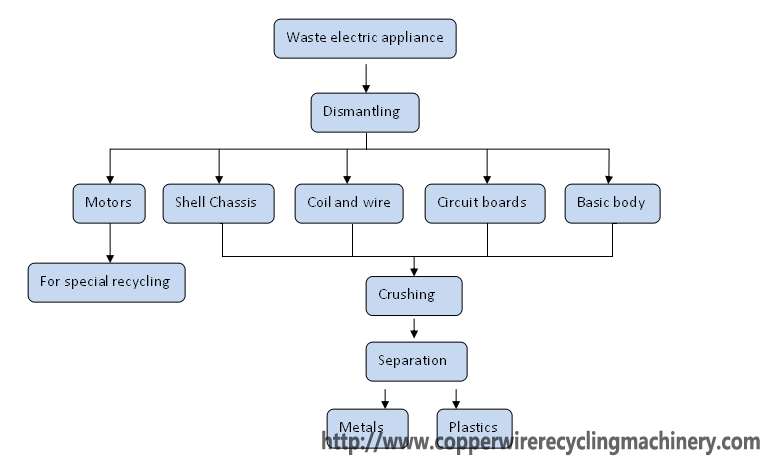 Waste electric appliance
Dismantling
Motors
Shell Chassis
Coil and wire
Circuit boards
Basic body
For special recycling
Crushing
Separation
Metals
Plastics
http://www.copperwirerecyclingmachinery.com